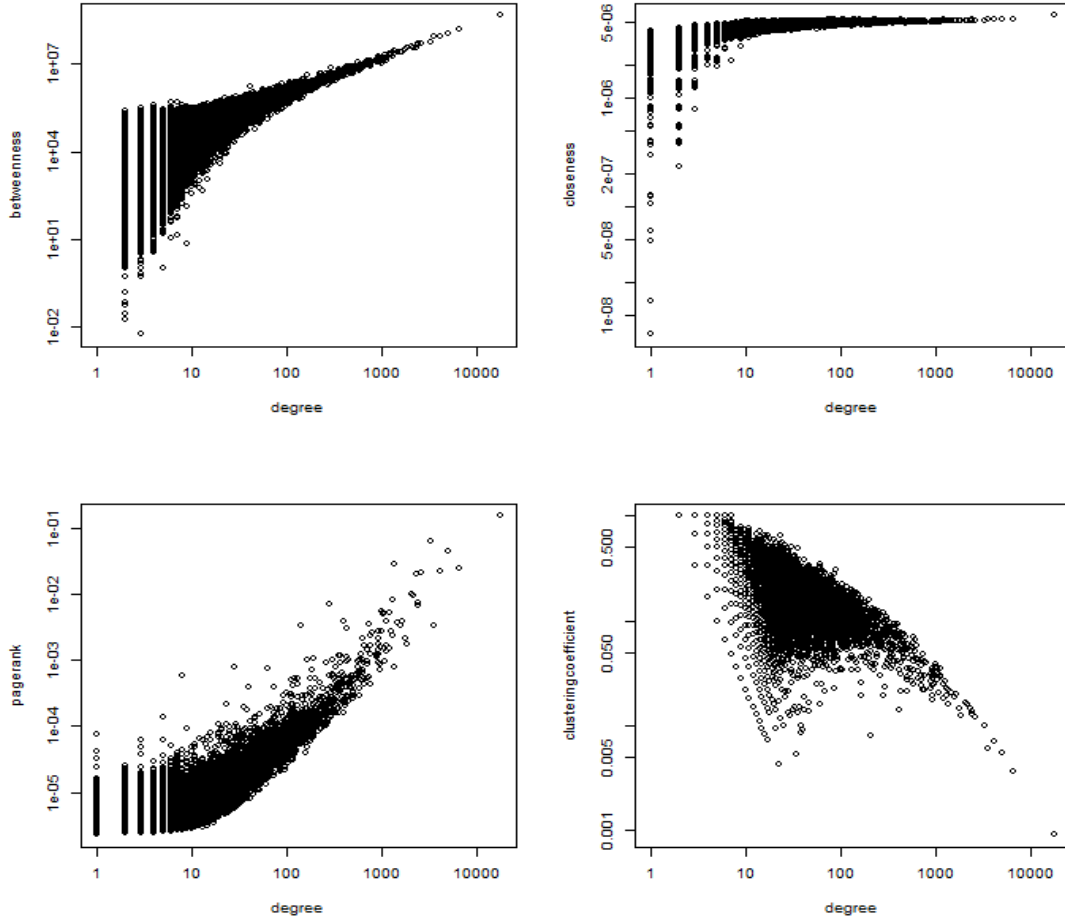 betweenness
1e+07
1e+04
1e+01
1e-02
1 10 100 1000 10000
degree
closeness
5e-06
1e-06
2e-07
5e-08
1e-08
1 10 100 1000 10000
degree
pagerank
1e-01
1e-02
1e-03
1e-04
1e-05
1 10 100 1000 10000
degree
clusteringcoefficient
0.500
0.050
0.005
0.001
1 10 100 1000 10000
degree